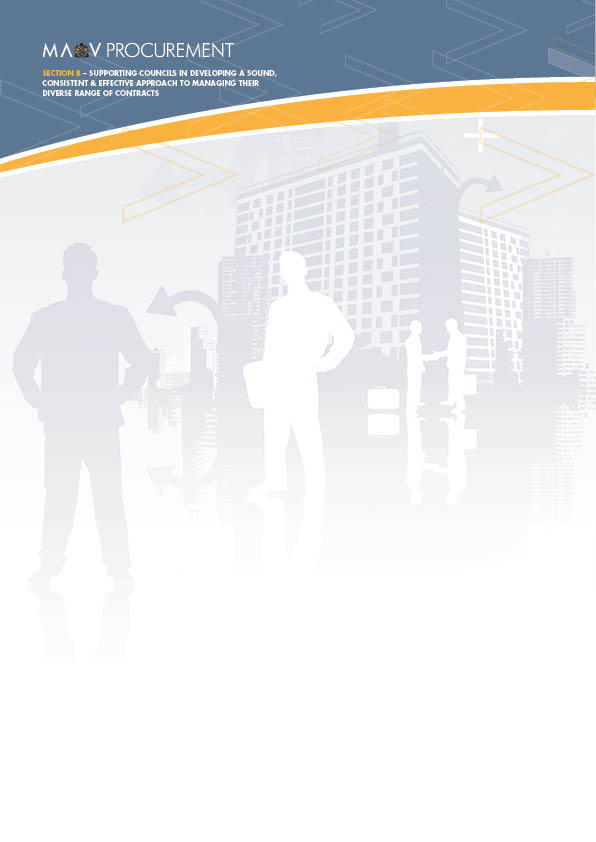 MAV PROCUREMENT
SECTION B – SUPPORTING COUNCILS IN DEVELOPING A SOUND,
CONSISTENT & EFFECTIVE APPROACH TO MANAGING THEIR
DIVERSE RANGE OF CONTRACTS